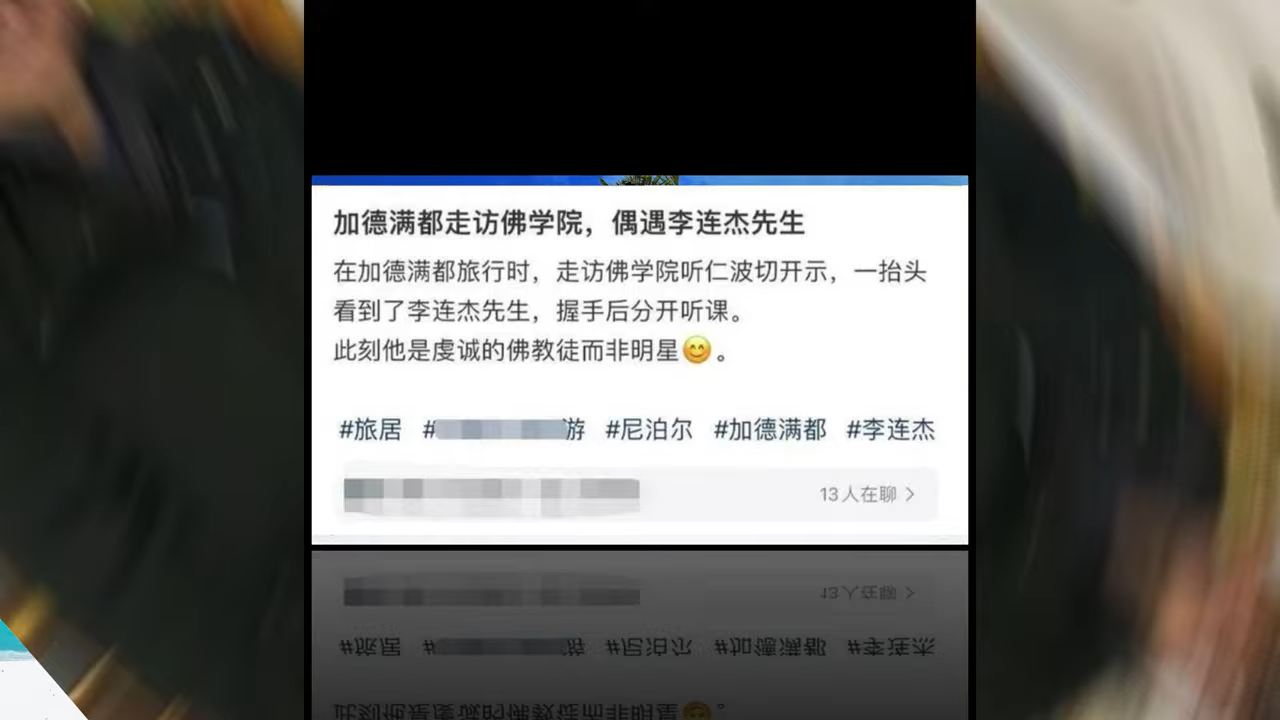 加德满都走访佛学院，偶遇李连杰先生
在加德满都旅行时，走访佛学院听仁波切开示，一抬头
看到了李连杰先生，握手后分开听课。
此刻他是虔诚的佛教徒而非明星😊。
#旅居 # 游 #尼泊尔 #加德满都 #李连杰
13人在聊 >